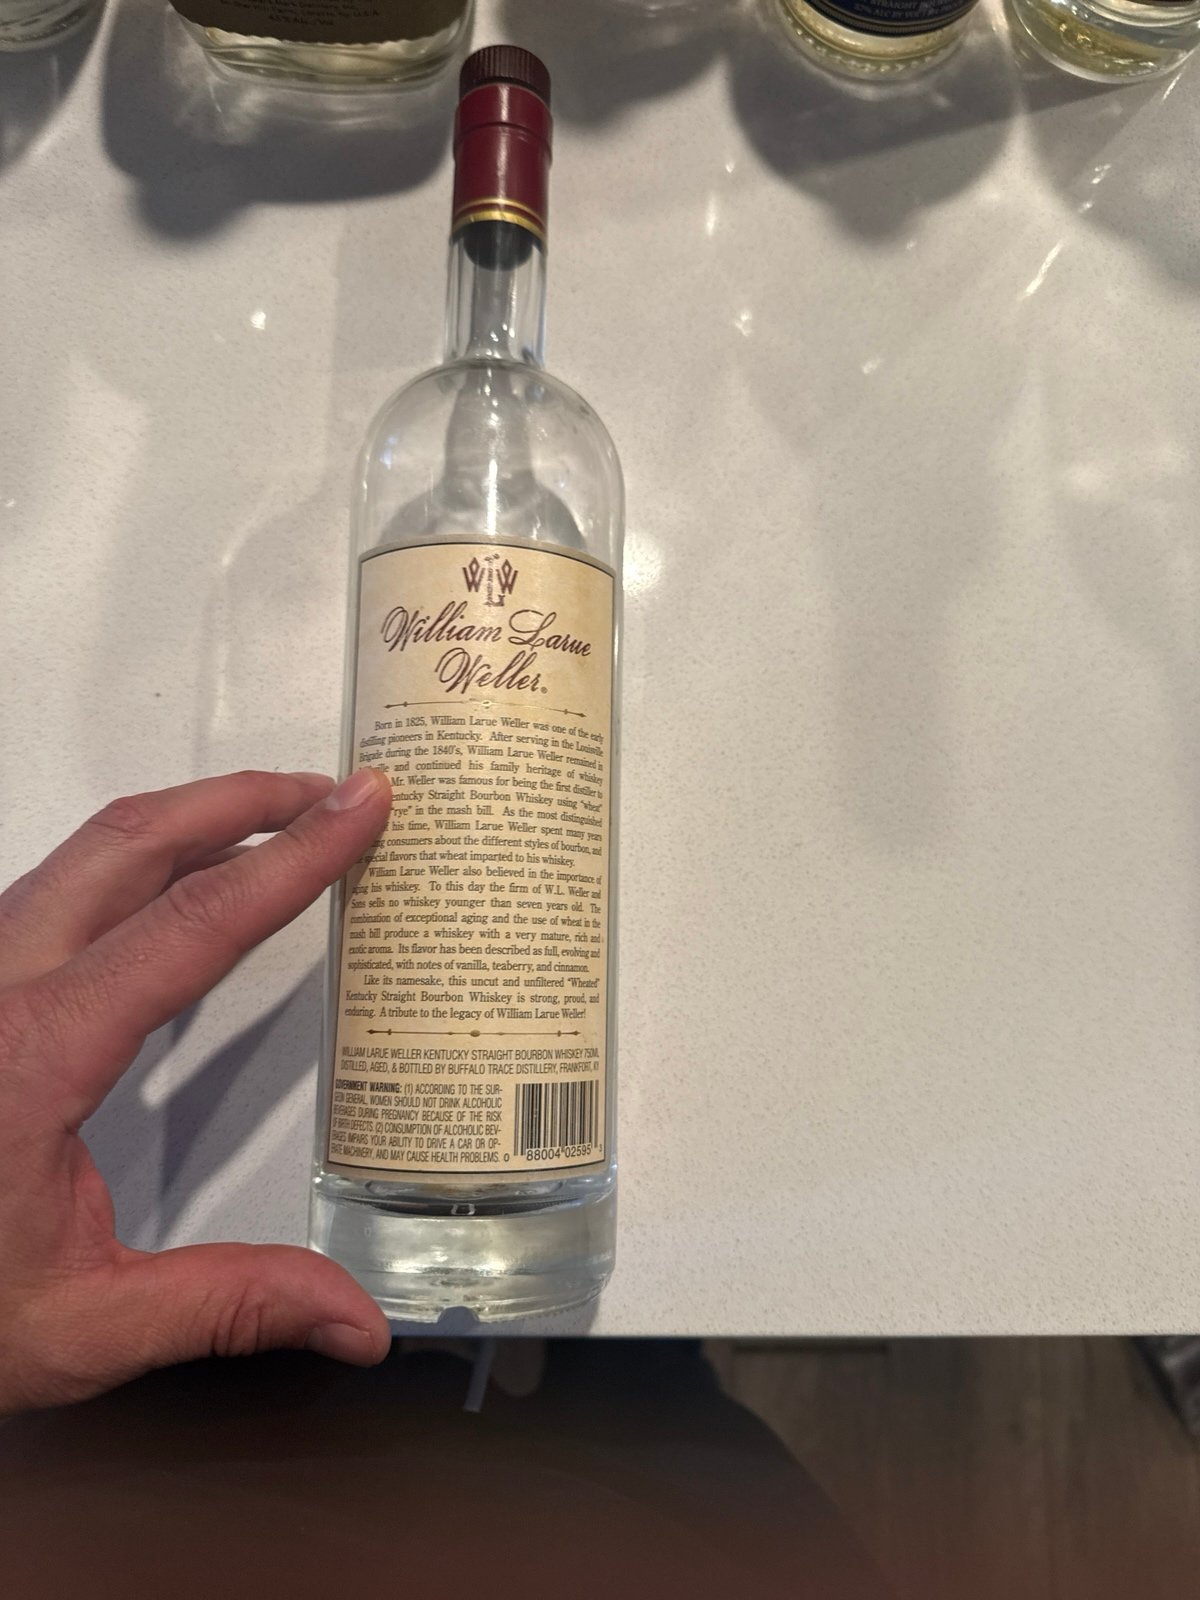 45% Alc/Vol
STRAIGHT BOURBON
WLW
William Larue
Weller®
Born in 1825, William Larue Weller was one of the early
distilling pioneers in Kentucky. After serving in the Louisville
Brigade during the 1840's, William Larue Weller remained in
and continued his family heritage of whiskey
Mr. Weller was famous for being the first distiller to
entucky Straight Bourbon Whiskey using "wheat"
"rye" in the mash bill. As the most distinguished
his time, William Larue Weller spent many years
consumers about the different styles of bourbon, and
special flavors that wheat imparted to his whiskey.
William Larue Weller also believed in the importance of
aging his whiskey. To this day the firm of W.L. Weller and
Sons sells no whiskey younger than seven years old. The
combination of exceptional aging and the use of wheat in the
mash bill produce a whiskey with a very mature, rich and
exotic aroma. Its flavor has been described as full, evolving and
sophisticated, with notes of vanilla, teaberry, and cinnamon.
Like its namesake, this uncut and unfiltered "Wheated"
Kentucky Straight Bourbon Whiskey is strong, proud, and
enduring. A tribute to the legacy of William Larue Weller!
WILLIAM LARUE WELLER KENTUCKY STRAIGHT BOURBON WHISKEY 750ML
DISTILLED, AGED, & BOTTLED BY BUFFALO TRACE DISTILLERY, FRANKFORT, KY
GOVERNMENT WARNING: (1) ACCORDING TO THE SUR-
GEON GENERAL, WOMEN SHOULD NOT DRINK ALCOHOLIC
BEVERAGES DURING PREGNANCY BECAUSE OF THE RISK
OF BIRTH DEFECTS. (2) CONSUMPTION OF ALCOHOLIC BEV-
ERAGES IMPAIRS YOUR ABILITY TO DRIVE A CAR OR OP-
ERATE MACHINERY, AND MAY CAUSE HEALTH PROBLEMS.
0 88004 02595 3